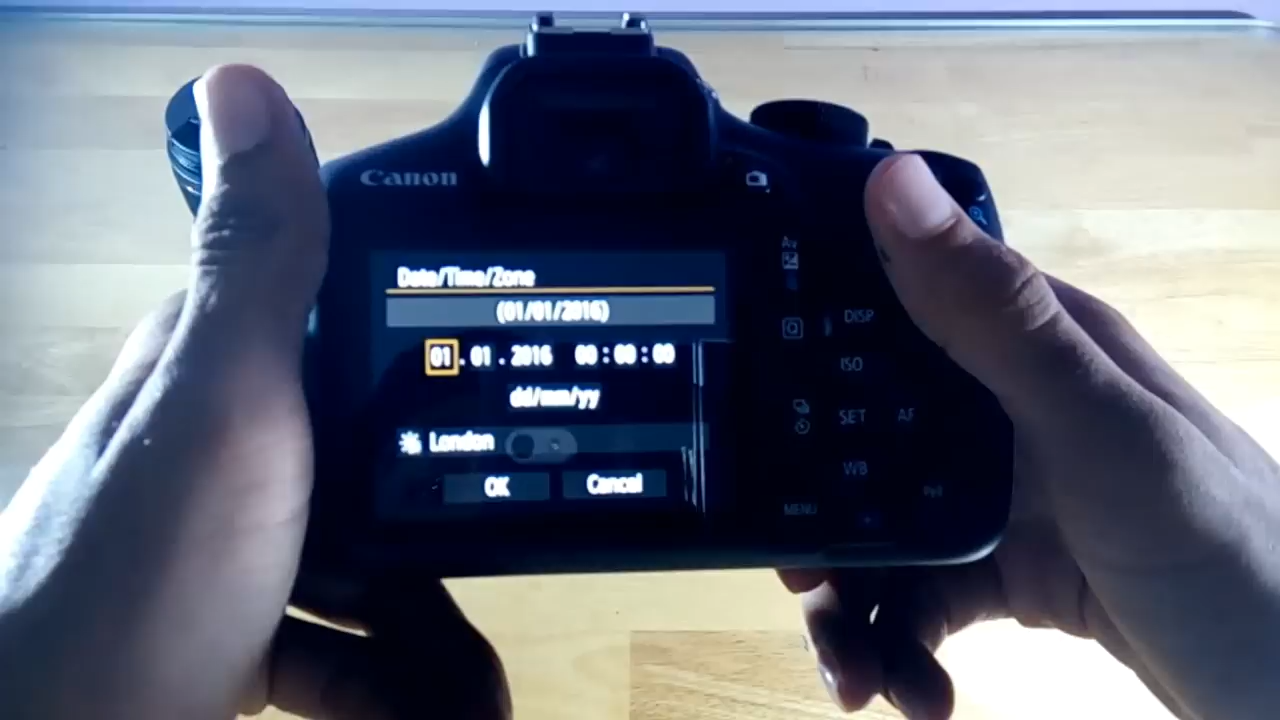 Canon
Date/Time/Zone
(01/01/2016)
01 . 01 . 2016 00 : 00 : 00
dd/mm/yy
London
OK Cancel
Av
Q
DISP
ISO
SET AF
WB
MENU